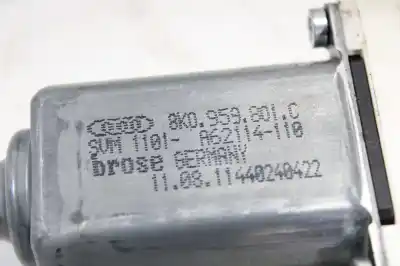 8K0.959.801.C
SVM 1101- A62114-110
brose GERMANY
11.08.11440240422